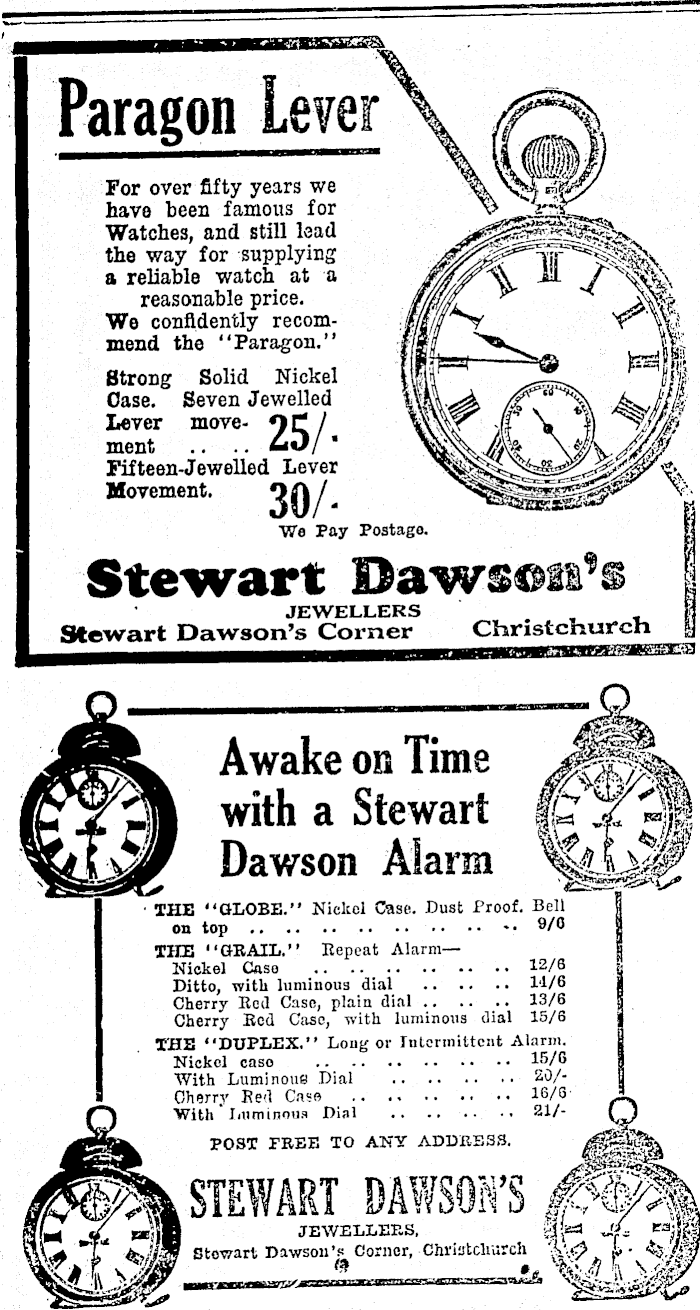 Paragon Lever
For over fifty years we
have been famous for
Watches, and still lead
the way for supplying
a reliable watch at a
reasonable price.
We confidently recom-
mend the "Paragon."
Strong Solid Nickel
Case. Seven Jewelled
Lever move-
ment .. .. 25/-
Fifteen-Jewelled Lever
Movement. 30/-
We Pay Postage.
Stewart Dawson's
JEWELLERS
Stewart Dawson's Corner Christchurch
Awake on Time
with a Stewart
Dawson Alarm
THE "GLOBE." Nickel Case. Dust Proof. Bell
on top .. .. .. .. .. .. .. .. .. 9/6
THE "GRAIL." Repeat Alarm—
Nickel Case .. .. .. .. .. .. .. 12/6
Ditto, with luminous dial .. .. .. 14/6
Cherry Red Case, plain dial .. .. .. 13/6
Cherry Red Case, with luminous dial 15/6
THE "DUPLEX." Long or Intermittent Alarm.
Nickel case .. .. .. .. .. .. .. 15/6
With Luminous Dial .. .. .. .. .. 20/-
Cherry Red Case .. .. .. .. .. .. 16/6
With Luminous Dial .. .. .. .. .. 21/-
POST FREE TO ANY ADDRESS.
STEWART DAWSON'S
JEWELLERS,
Stewart Dawson's Corner, Christchurch